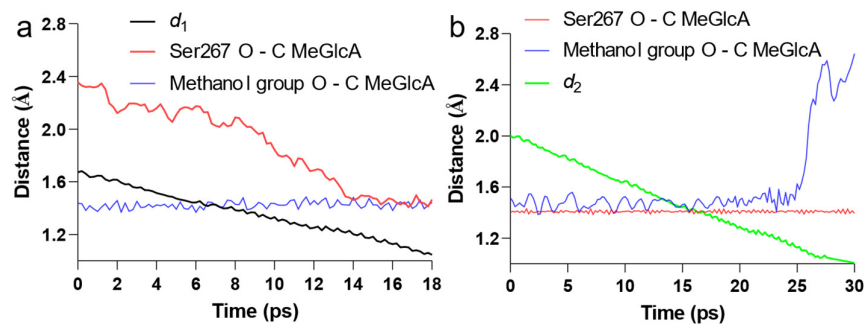 a
d1
Ser267 O - C MeGlcA
Methanol group O - C MeGlcA
Distance (Å)
2.8
2.4
2.0
1.6
1.2
0 2 4 6 8 10 12 14 16 18
Time (ps)
b
Ser267 O - C MeGlcA
Methanol group O - C MeGlcA
d2
Distance (Å)
2.8
2.4
2.0
1.6
1.2
0 5 10 15 20 25 30
Time (ps)